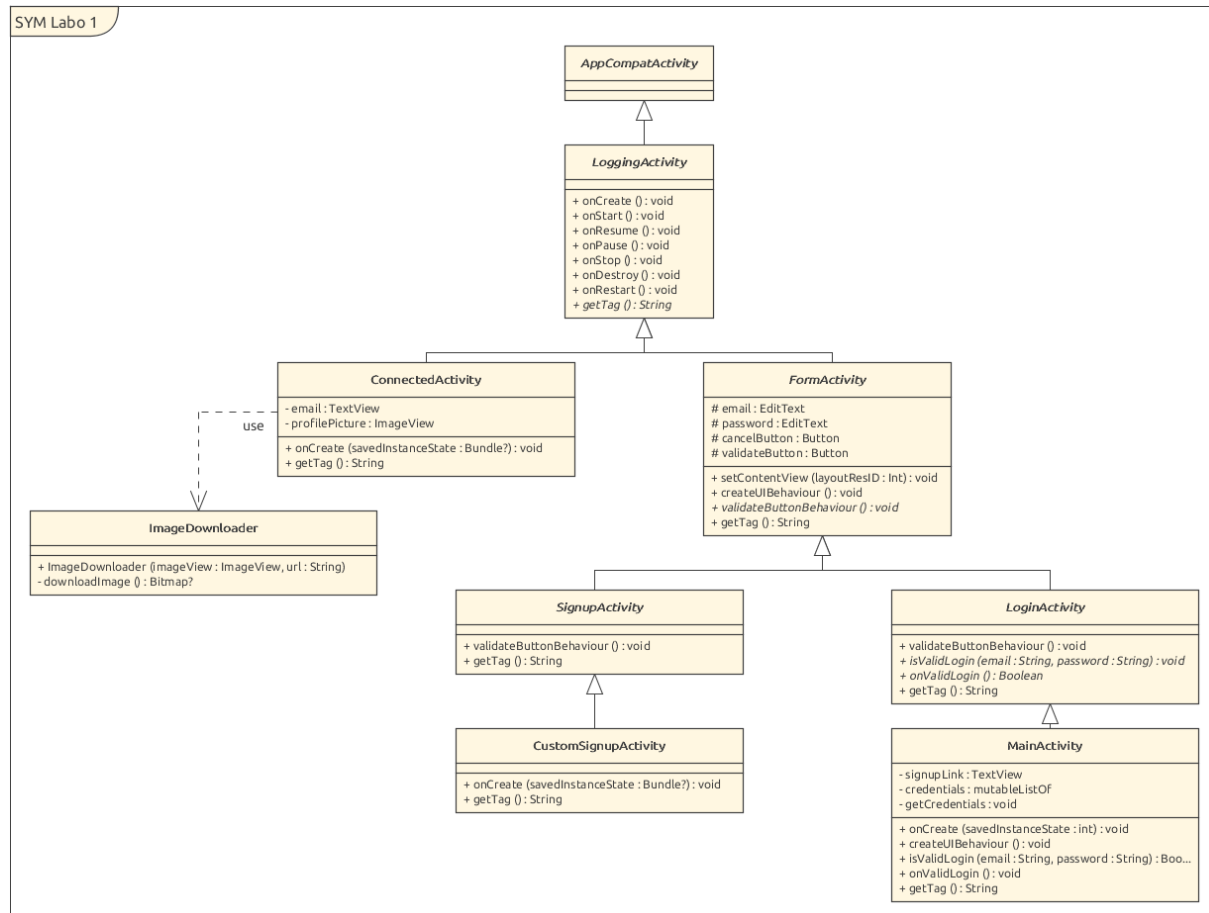 SYM Labo 1
AppCompatActivity
LoggingActivity
+ onCreate () : void
+ onStart () : void
+ onResume () : void
+ onPause () : void
+ onStop () : void
+ onDestroy () : void
+ onRestart () : void
+ getTag () : String
ConnectedActivity
- email : TextView
- profilePicture : ImageView
+ onCreate (savedInstanceState : Bundle?) : void
+ getTag () : String
use
FormActivity
# email : EditText
# password : EditText
# cancelButton : Button
# validateButton : Button
+ setContentView (layoutResID : Int) : void
+ createUIBehaviour () : void
+ validateButtonBehaviour () : void
+ getTag () : String
ImageDownloader
+ ImageDownloader (imageView : ImageView, url : String)
- downloadImage () : Bitmap?
SignupActivity
+ validateButtonBehaviour () : void
+ getTag () : String
LoginActivity
+ validateButtonBehaviour () : void
+ isValidLogin (email : String, password : String) : void
+ onValidLogin () : Boolean
+ getTag () : String
CustomSignupActivity
+ onCreate (savedInstanceState : Bundle?) : void
+ getTag () : String
MainActivity
- signupLink : TextView
- credentials : mutableListOf
- getCredentials : void
+ onCreate (savedInstanceState : int) : void
+ createUIBehaviour () : void
+ isValidLogin (email : String, password : String) : Boo...
+ onValidLogin () : void
+ getTag () : String